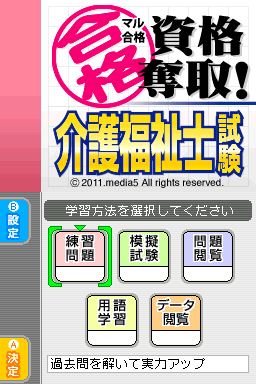 マル
合格
合格
資格
奪取!
介護福祉士
試験
© 2011.media5 All rights reserved.
学習方法を選択してください
B
設定
練習
問題
模擬
試験
問題
閲覧
用語
学習
データ
閲覧
A
決定
過去問を解いて実力アップ